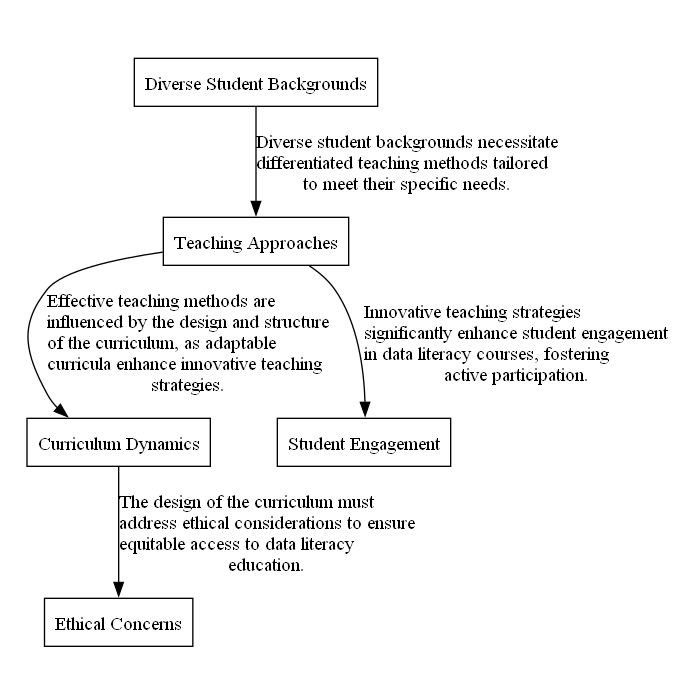 Diverse Student Backgrounds
Diverse student backgrounds necessitate
differentiated teaching methods tailored
to meet their specific needs.
Teaching Approaches
Effective teaching methods are
influenced by the design and structure
of the curriculum, as adaptable
curricula enhance innovative teaching
strategies.
Innovative teaching strategies
significantly enhance student engagement
in data literacy courses, fostering
active participation.
Curriculum Dynamics
Student Engagement
The design of the curriculum must
address ethical considerations to ensure
equitable access to data literacy
education.
Ethical Concerns